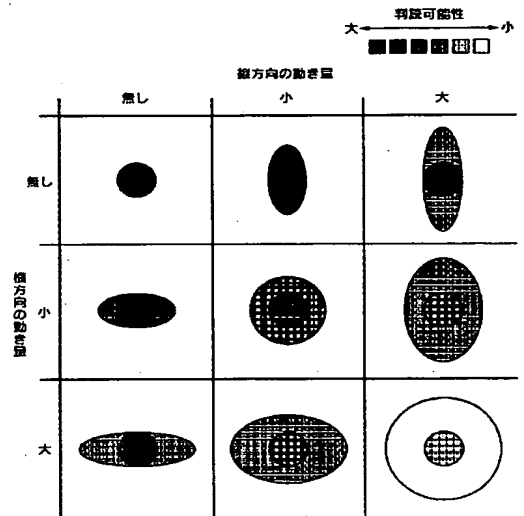 判読可能性
大 小
縦方向の動き量
無し 小 大
無し
小
大
横方向の動き量